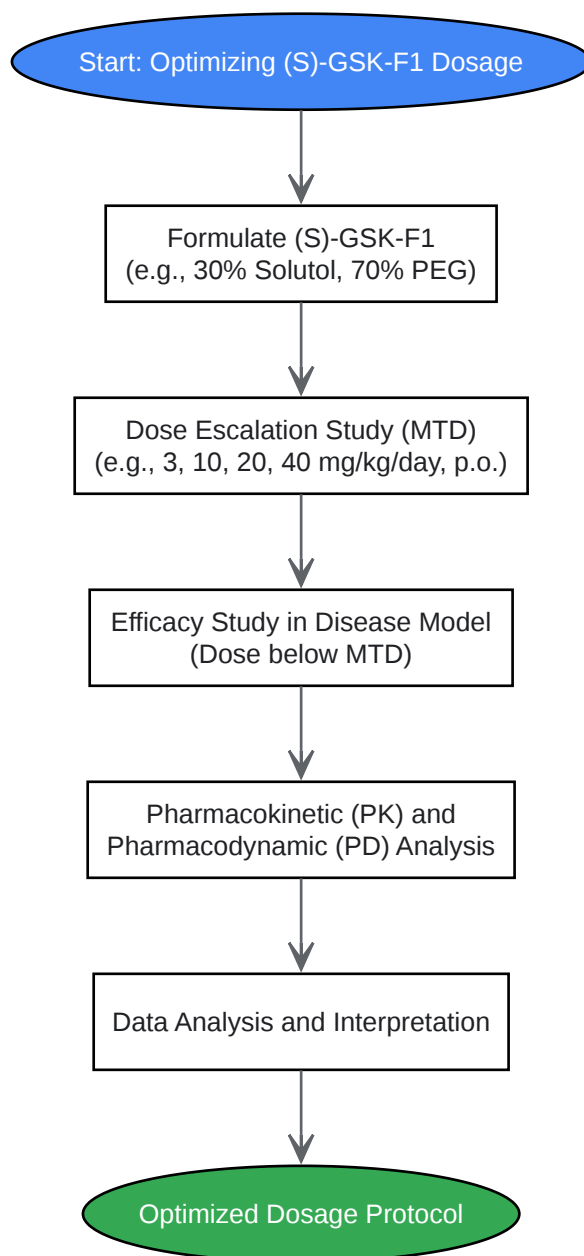 Start: Optimizing (S)-GSK-F1 Dosage
Formulate (S)-GSK-F1
(e.g., 30% Solutol, 70% PEG)
Dose Escalation Study (MTD)
(e.g., 3, 10, 20, 40 mg/kg/day, p.o.)
Efficacy Study in Disease Model
(Dose below MTD)
Pharmacokinetic (PK) and
Pharmacodynamic (PD) Analysis
Data Analysis and Interpretation
Optimized Dosage Protocol